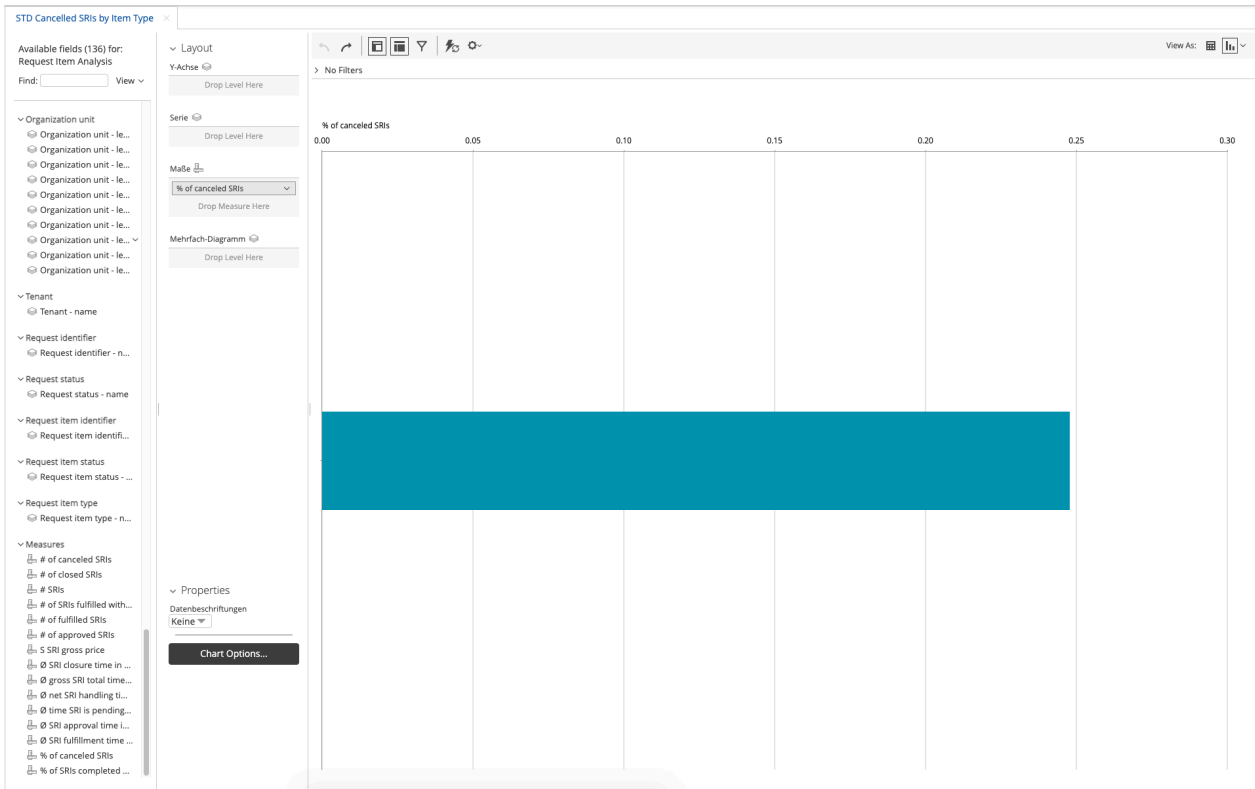 STD Cancelled SRIs by Item Type
Available fields (136) for:
Request Item Analysis
Find:
View
Organization unit
Organization unit - le...
Organization unit - le...
Organization unit - le...
Organization unit - le...
Organization unit - le...
Organization unit - le...
Organization unit - le...
Organization unit - le...
Organization unit - le...
Organization unit - le...
Tenant
Tenant - name
Request identifier
Request identifier - n...
Request status
Request status - name
Request item identifier
Request item identifi...
Request item status
Request item status - ...
Request item type
Request item type - n...
Measures
# of canceled SRIs
# of closed SRIs
# SRIs
# of SRIs fulfilled with...
# of fulfilled SRIs
# of approved SRIs
S SRI gross price
Ø SRI closure time in ...
Ø gross SRI total time...
Ø net SRI handling ti...
Ø time SRI is pending...
Ø SRI approval time i...
Ø SRI fulfillment time ...
% of canceled SRIs
% of SRIs completed ...
Layout
Y-Achse
Drop Level Here
Serie
Drop Level Here
Maße
% of canceled SRIs
Drop Measure Here
Mehrfach-Diagramm
Drop Level Here
Properties
Datenbeschriftungen
Keine
Chart Options...
View As:
No Filters
% of canceled SRIs
0.00 0.05 0.10 0.15 0.20 0.25 0.30